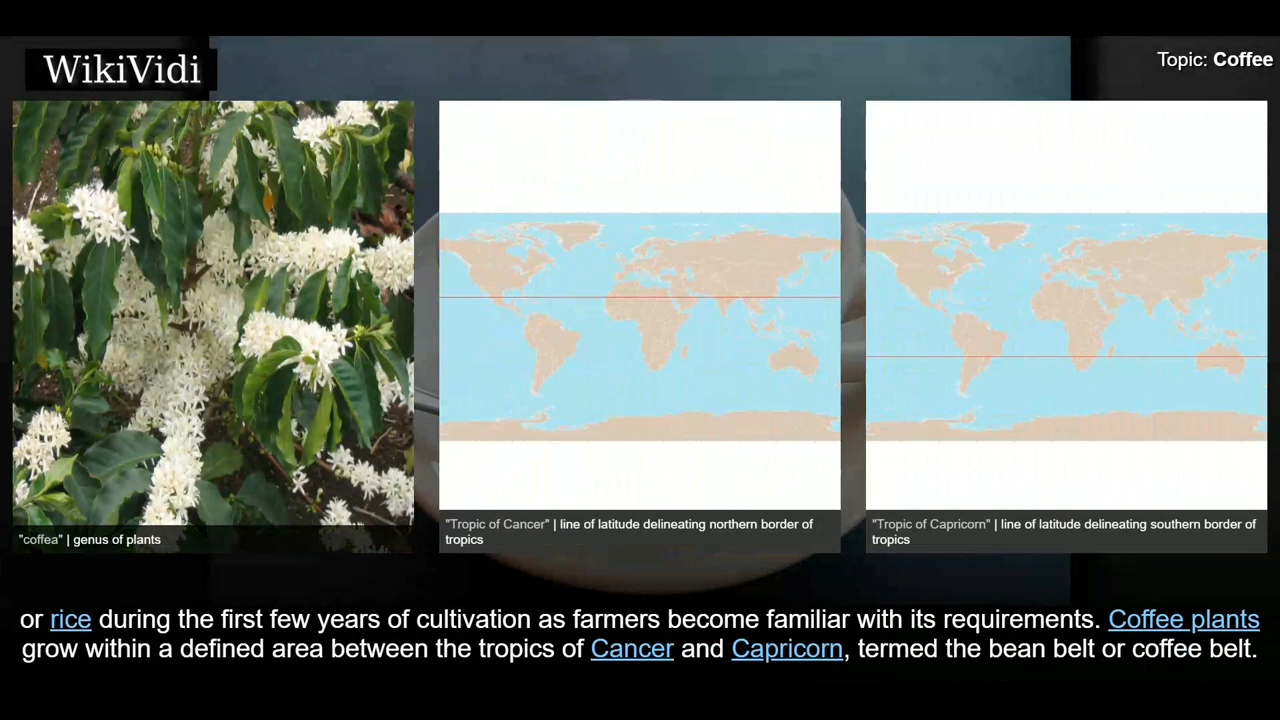 WikiVidi
Topic: Coffee
"coffea" | genus of plants
"Tropic of Cancer" | line of latitude delineating northern border of
tropics
"Tropic of Capricorn" | line of latitude delineating southern border of
tropics
or rice during the first few years of cultivation as farmers become familiar with its requirements. Coffee plants
grow within a defined area between the tropics of Cancer and Capricorn, termed the bean belt or coffee belt.